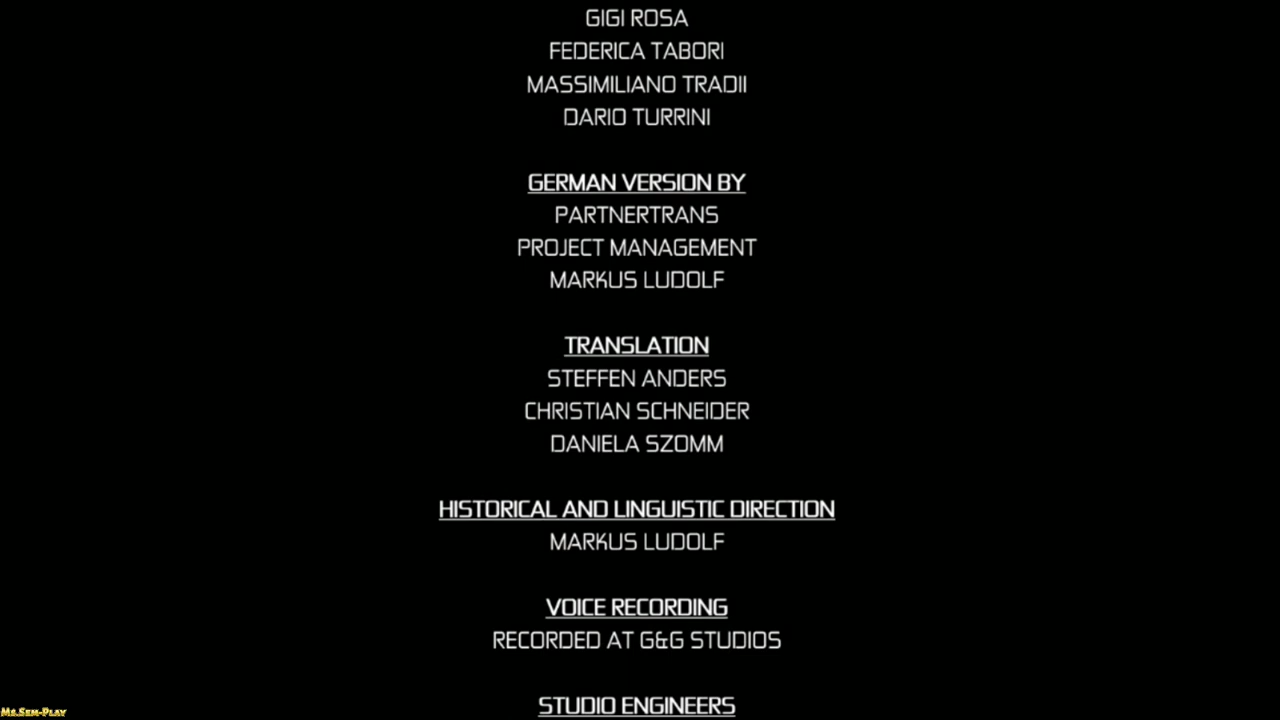 GIGI ROSA
FEDERICA TABORI
MASSIMILIANO TRADII
DARIO TURRINI
GERMAN VERSION BY
PARTNERTRANS
PROJECT MANAGEMENT
MARKUS LUDOLF
TRANSLATION
STEFFEN ANDERS
CHRISTIAN SCHNEIDER
DANIELA SZOMM
HISTORICAL AND LINGUISTIC DIRECTION
MARKUS LUDOLF
VOICE RECORDING
RECORDED AT G&G STUDIOS
STUDIO ENGINEERS
Ms.Sem-Play